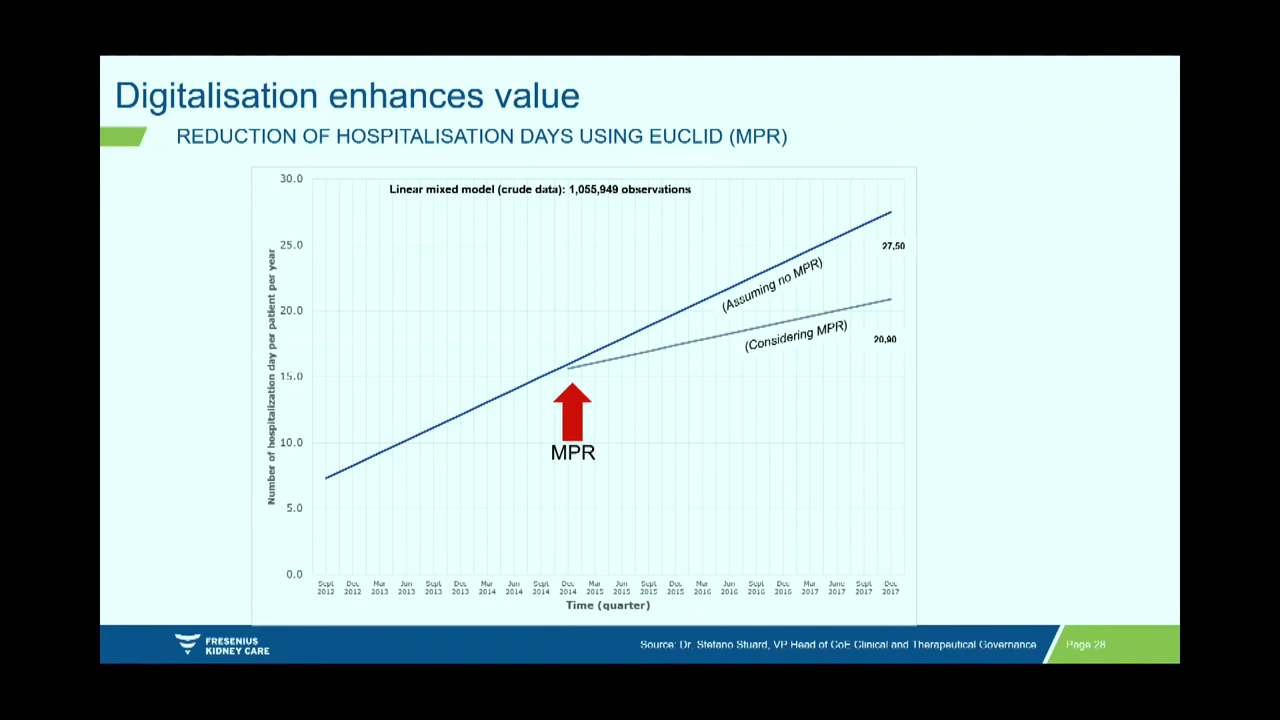 Digitalisation enhances value
REDUCTION OF HOSPITALISATION DAYS USING EUCLID (MPR)
Linear mixed model (crude data): 1,055,949 observations
Number of hospitalization day per patient per year
30.0
25.0
20.0
15.0
10.0
5.0
0.0
27,50
(Assuming no MPR)
(Considering MPR)
20,90
MPR
Sept Dec Mar Jun Sept Dec Mar Jun Sept Dec Mar Jun Sept Dec Mar Jun Sept Dec Mar June Sept Dec
2012 2012 2013 2013 2013 2013 2014 2014 2014 2014 2015 2015 2015 2015 2016 2016 2016 2016 2017 2017 2017 2017
Time (quarter)
FRESENIUS
KIDNEY CARE
Source: Dr. Stefano Stuard, VP Head of CoE Clinical and Therapeutical Governance
Page 28